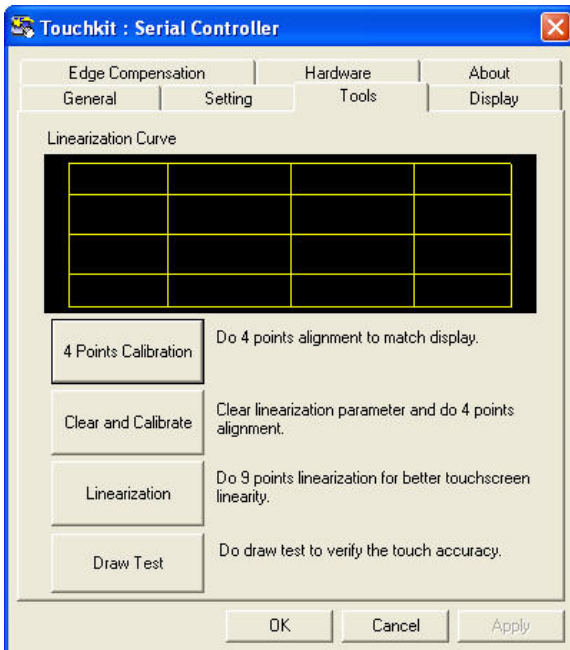 Touchkit : Serial Controller
Edge Compensation Hardware About
General Setting Tools Display
Linearization Curve
4 Points Calibration
Do 4 points alignment to match display.
Clear and Calibrate
Clear linearization parameter and do 4 points
alignment.
Linearization
Do 9 points linearization for better touchscreen
linearity.
Draw Test
Do draw test to verify the touch accuracy.
OK Cancel Apply